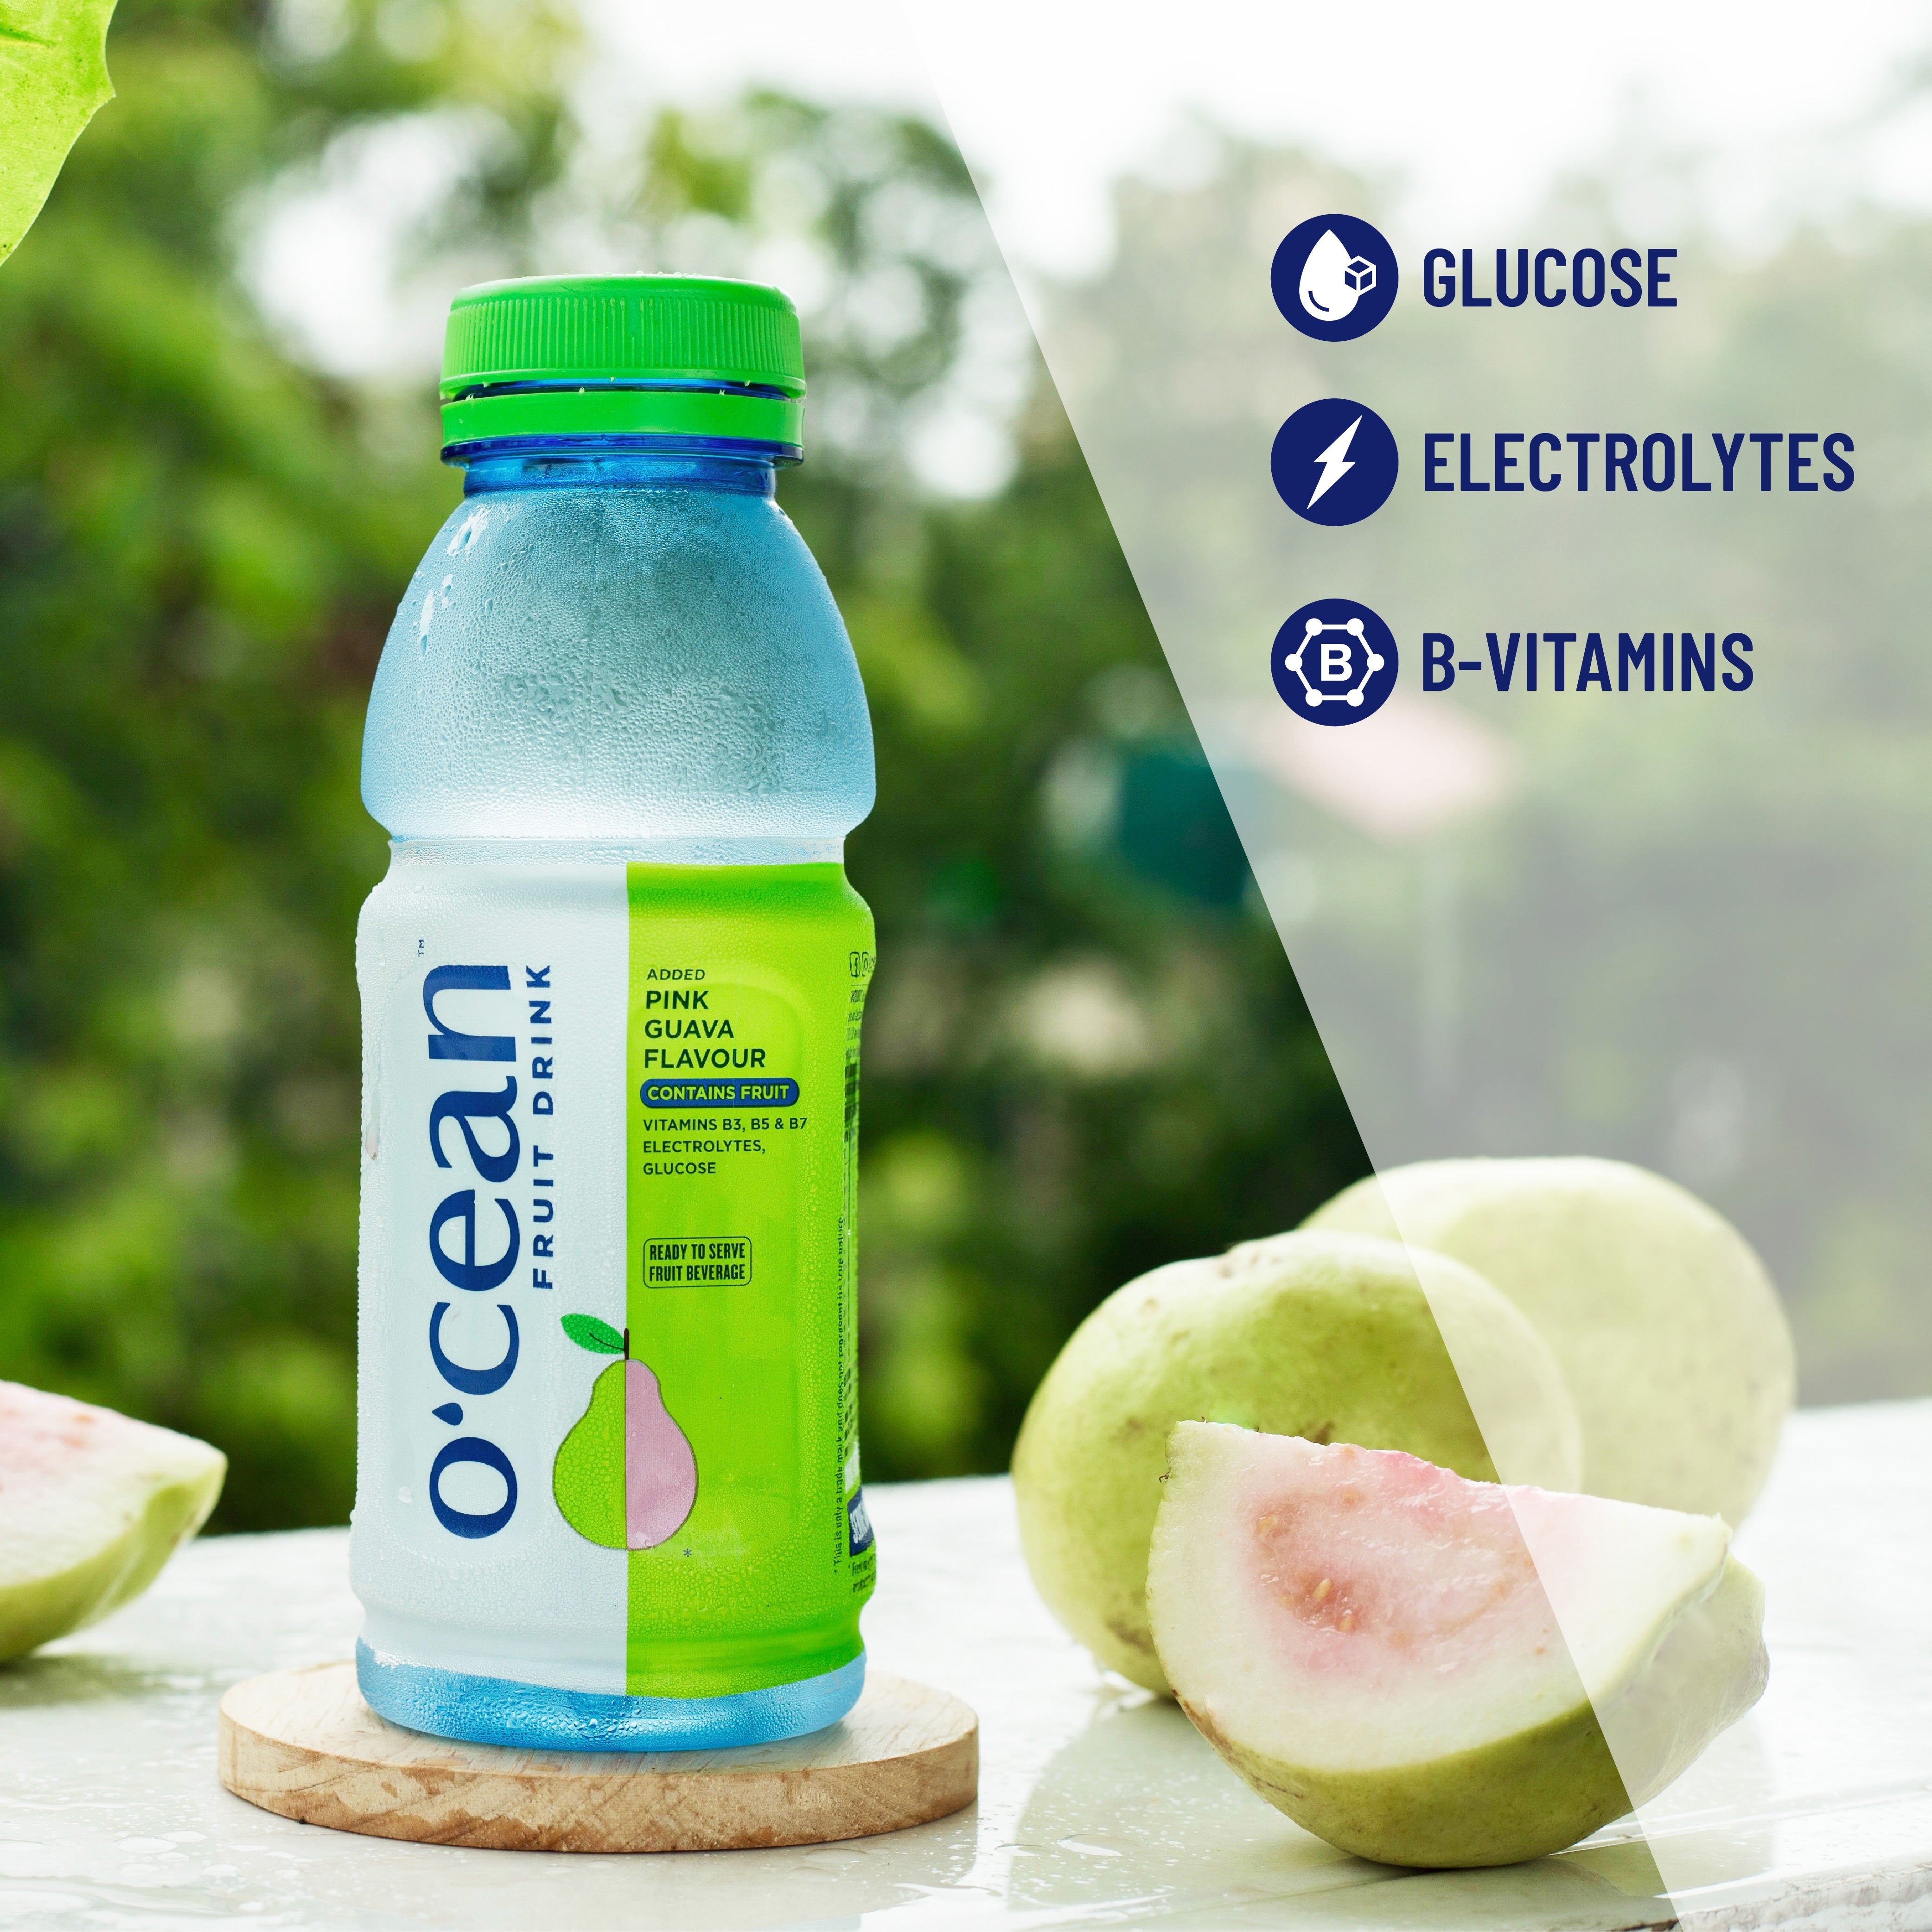 GLUCOSE
ELECTROLYTES
B
B-VITAMINS
o'cean
TM
FRUIT DRINK
ADDED
PINK
GUAVA
FLAVOUR
CONTAINS FRUIT
VITAMINS B3, B5 & B7
ELECTROLYTES,
GLUCOSE
READY TO SERVE
FRUIT BEVERAGE
*